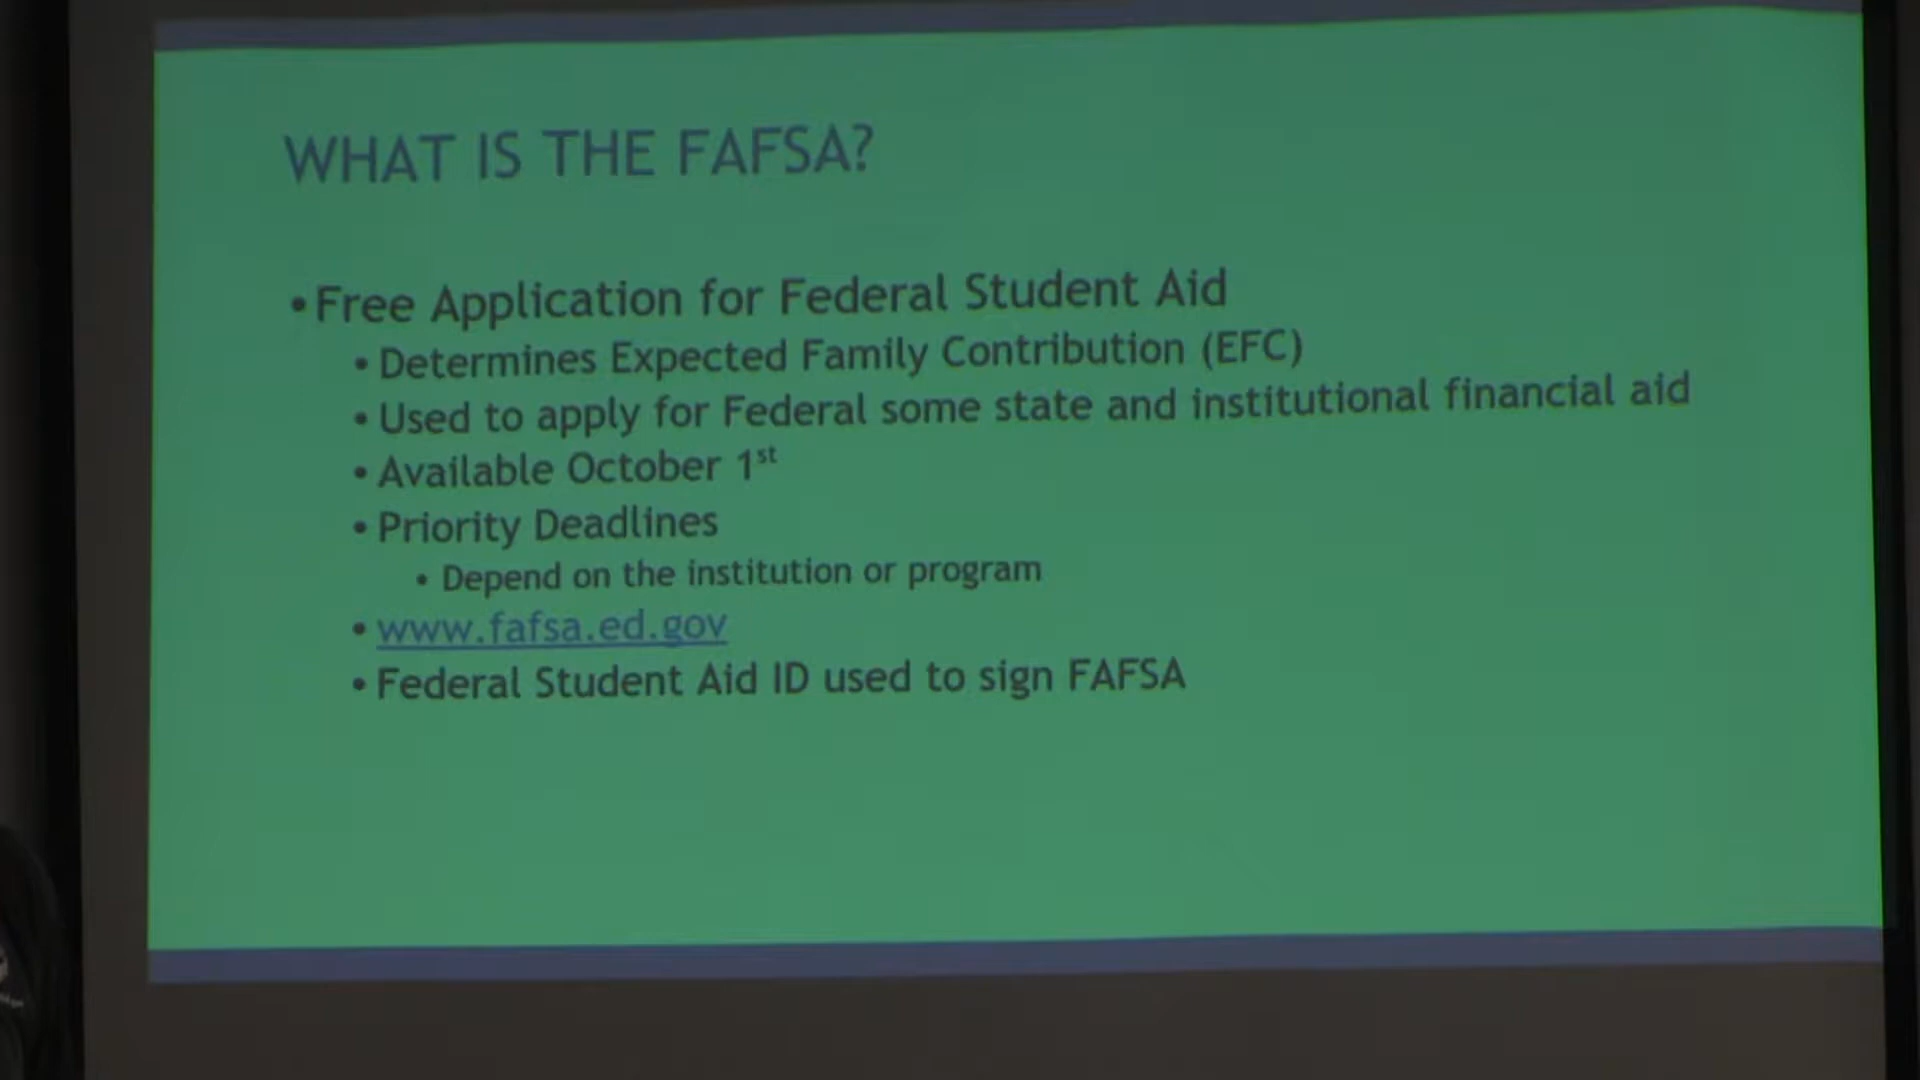 WHAT IS THE FAFSA?
• Free Application for Federal Student Aid
• Determines Expected Family Contribution (EFC)
• Used to apply for Federal some state and institutional financial aid
• Available October 1st
• Priority Deadlines
• Depend on the institution or program
• www.fafsa.ed.gov
• Federal Student Aid ID used to sign FAFSA